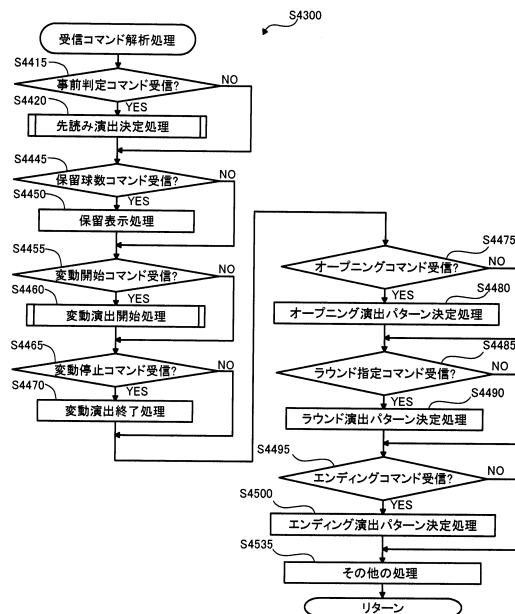 S4300
受信コマンド解析処理
S4415
事前判定コマンド受信?
NO
YES
S4420
先読み演出決定処理
S4445
保留球数コマンド受信?
NO
YES
S4450
保留表示処理
S4455
変動開始コマンド受信?
NO
YES
S4460
変動演出開始処理
S4465
変動停止コマンド受信?
NO
YES
S4470
変動演出終了処理
S4475
オープニングコマンド受信?
NO
YES
S4480
オープニング演出パターン決定処理
S4485
ラウンド指定コマンド受信?
NO
YES
S4490
ラウンド演出パターン決定処理
S4495
エンディングコマンド受信?
NO
YES
S4500
エンディング演出パターン決定処理
S4535
その他の処理
リターン